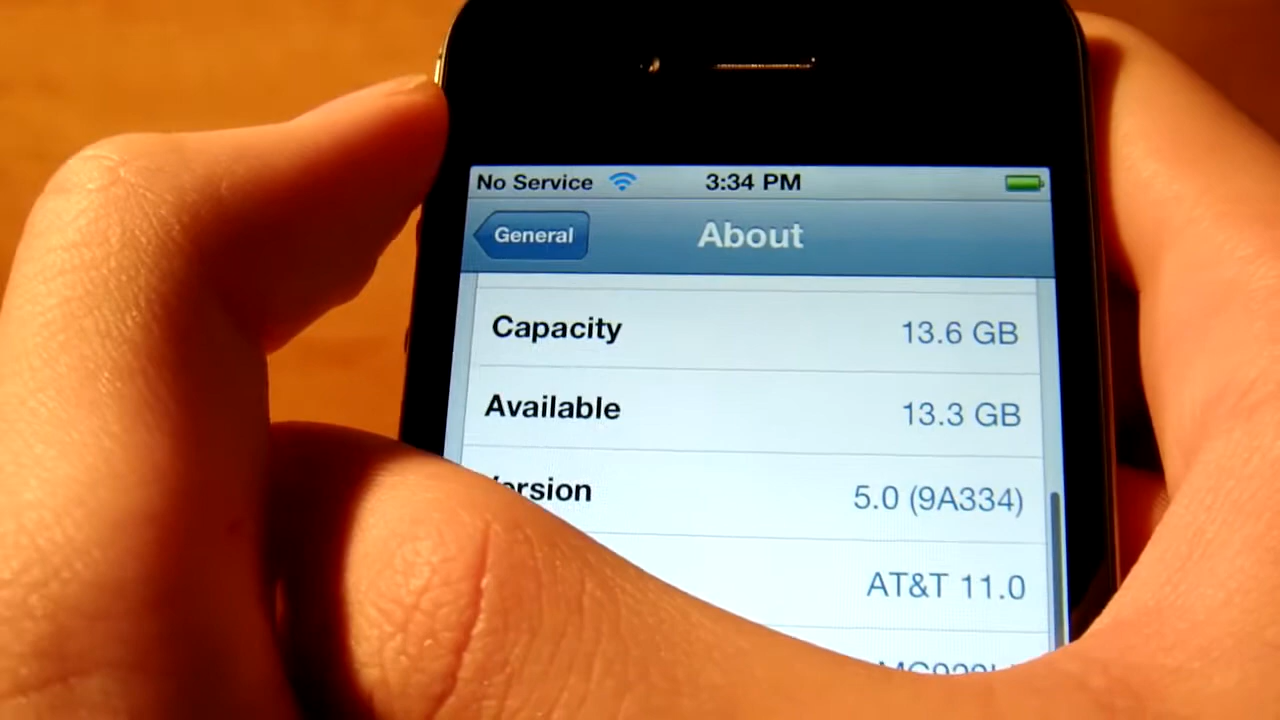 No Service 3:34 PM
General About
Capacity 13.6 GB
Available 13.3 GB
5.0 (9A334)
AT&T 11.0